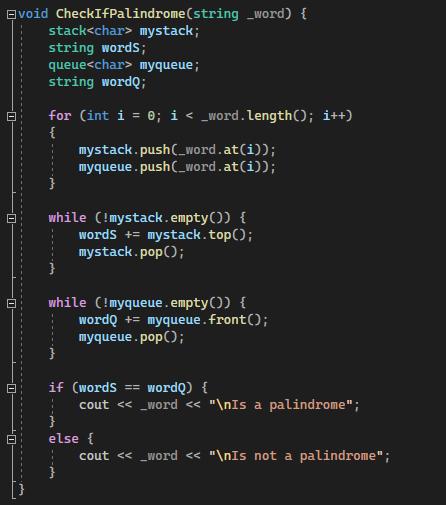 void CheckIfPalindrome(string _word) {
    stack<char> mystack;
    string wordS;
    queue<char> myqueue;
    string wordQ;

    for (int i = 0; i < _word.length(); i++)
    {
        mystack.push(_word.at(i));
        myqueue.push(_word.at(i));
    }

    while (!mystack.empty()) {
        wordS += mystack.top();
        mystack.pop();
    }

    while (!myqueue.empty()) {
        wordQ += myqueue.front();
        myqueue.pop();
    }

    if (wordS == wordQ) {
        cout << _word << "\nIs a palindrome";
    }
    else {
        cout << _word << "\nIs not a palindrome";
    }
}